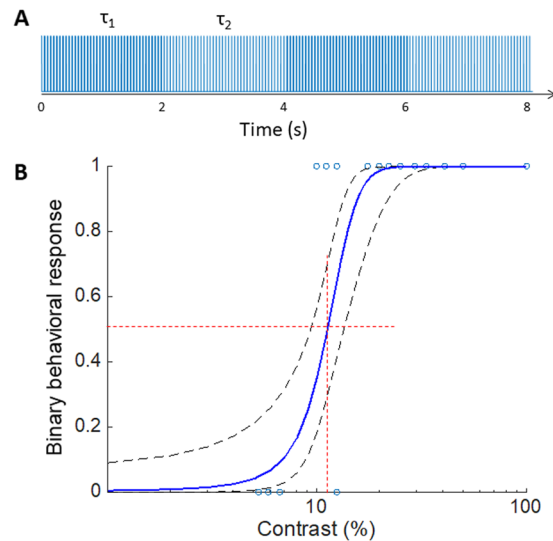 A
τ1
τ2
0
2
4
6
8
Time (s)
B
1
0.8
0.6
0.4
0.2
0
Binary behavioral response
10
100
Contrast (%)